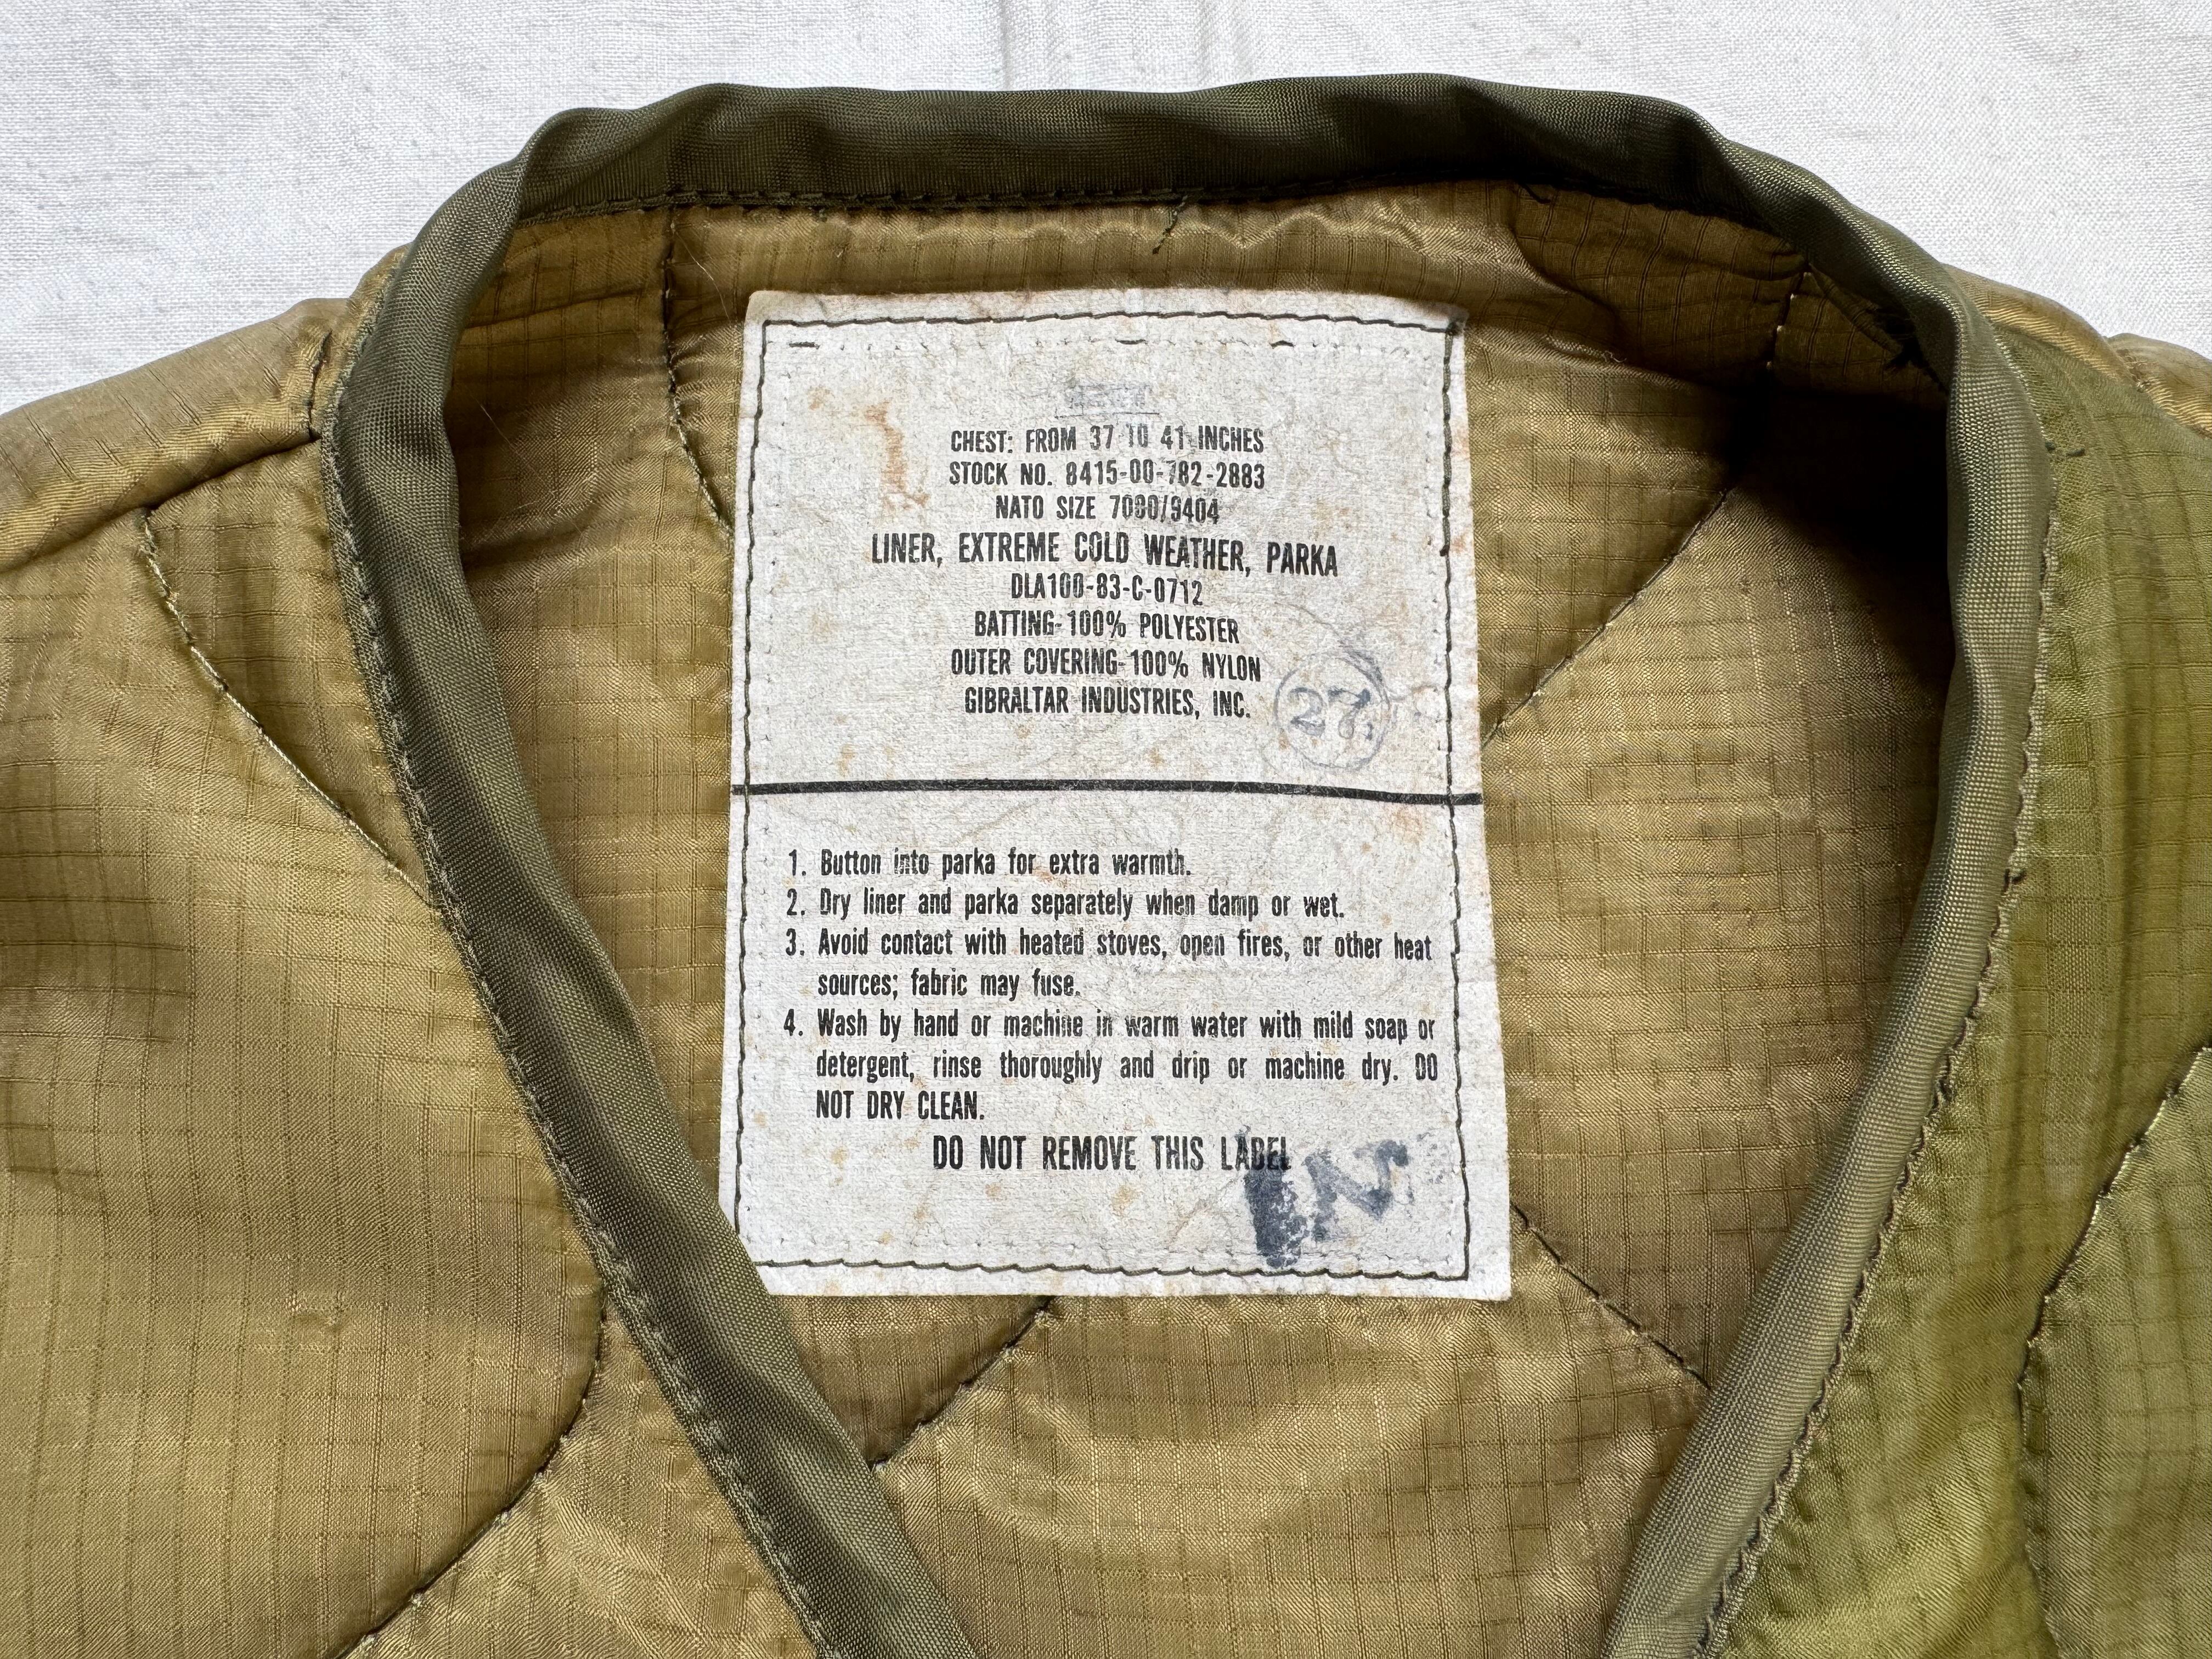 CHEST: FROM 37 TO 41 INCHES
STOCK NO. 8415-00-782-2883
NATO SIZE 7080/9404
LINER, EXTREME COLD WEATHER, PARKA
DLA100-83-C-0712
BATTING-100% POLYESTER
OUTER COVERING-100% NYLON
GIBRALTAR INDUSTRIES, INC.
27
1. Button into parka for extra warmth.
2. Dry liner and parka separately when damp or wet.
3. Avoid contact with heated stoves, open fires, or other heat
sources; fabric may fuse.
4. Wash by hand or machine in warm water with mild soap or
detergent, rinse thoroughly and drip or machine dry. DO
NOT DRY CLEAN.
DO NOT REMOVE THIS LABEL